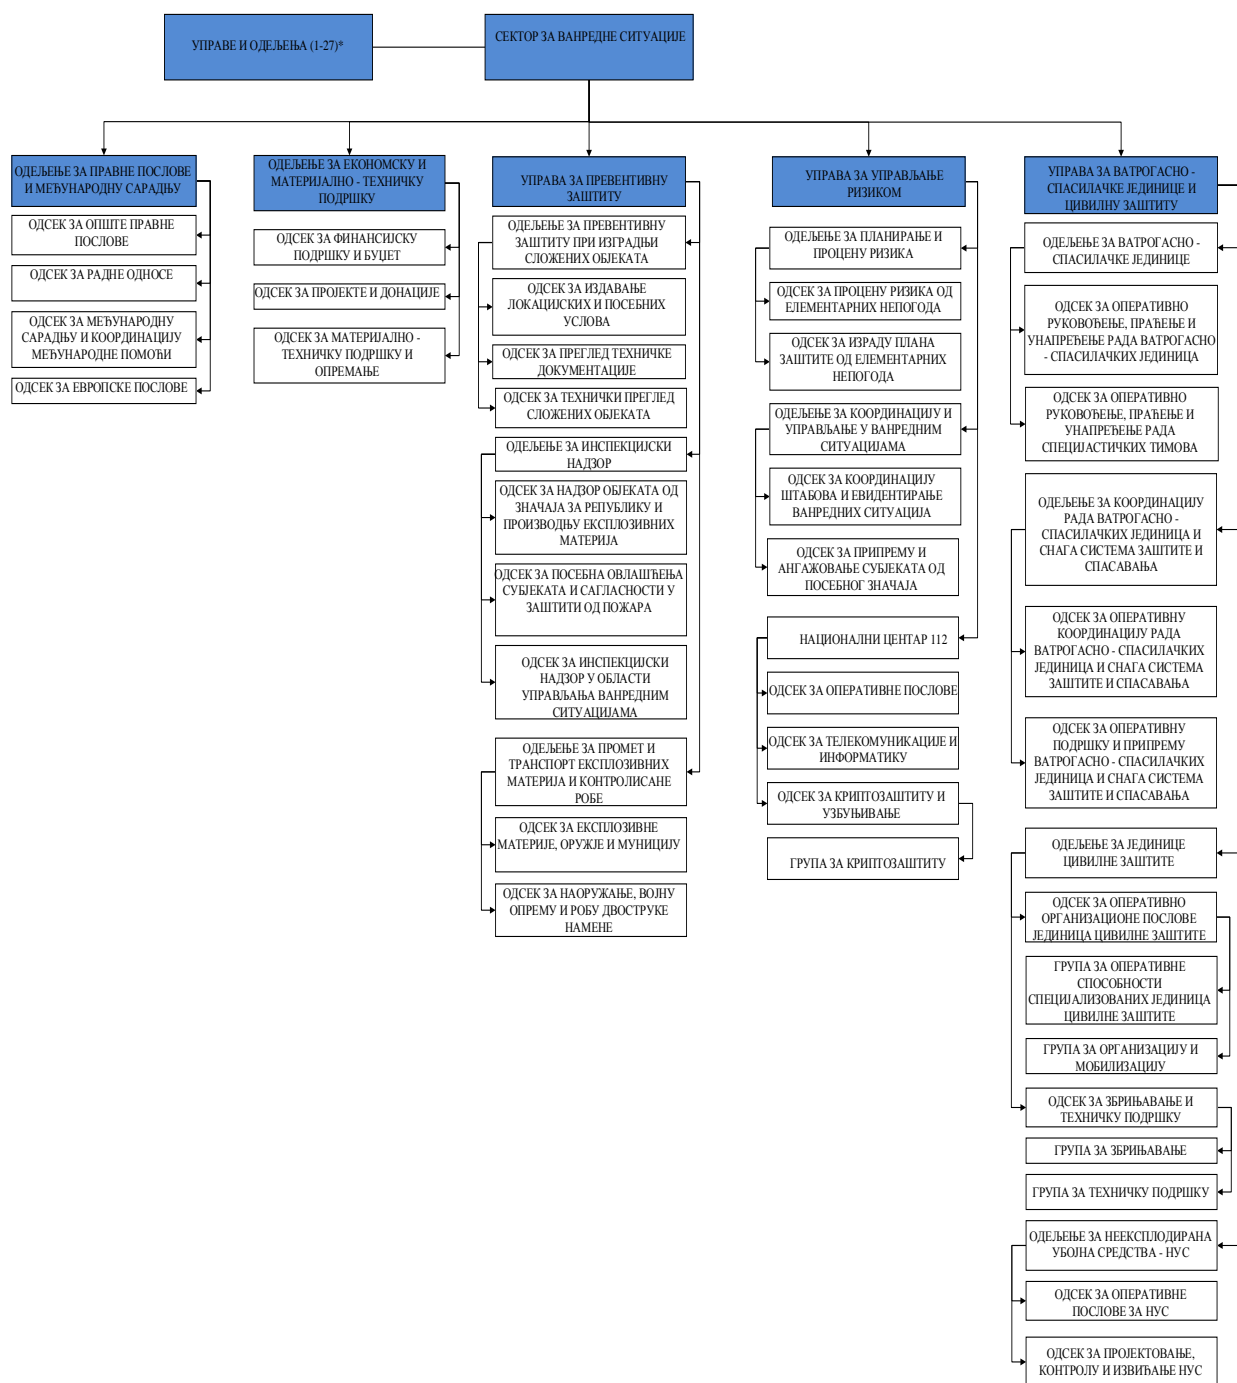 УПРАВЕ И ОДЕЉЕЊА (1-27)*
СЕКТОР ЗА ВАНРЕДНЕ СИТУАЦИЈЕ
ОДЕЉЕЊЕ ЗА ПРАВНЕ ПОСЛОВЕ
И МЕЂУНАРОДНУ САРАДЊУ
ОДСЕК ЗА ОПШТЕ ПРАВНЕ
ПОСЛОВЕ
ОДСЕК ЗА РАДНЕ ОДНОСЕ
ОДСЕК ЗА МЕЂУНАРОДНУ
САРАДЊУ И КООРДИНАЦИЈУ
МЕЂУНАРОДНЕ ПОМОЋИ
ОДСЕК ЗА ЕВРОПСКЕ ПОСЛОВЕ
ОДЕЉЕЊЕ ЗА ЕКОНОМСКУ И
МАТЕРИЈАЛНО - ТЕХНИЧКУ
ПОДРШКУ
ОДСЕК ЗА ФИНАНСИЈСКУ
ПОДРШКУ И БУЏЕТ
ОДСЕК ЗА ПРОЈЕКТЕ И ДОНАЦИЈЕ
ОДСЕК ЗА МАТЕРИЈАЛНО -
ТЕХНИЧКУ ПОДРШКУ И
ОПРЕМАЊЕ
УПРАВА ЗА ПРЕВЕНТИВНУ
ЗАШТИТУ
ОДЕЉЕЊЕ ЗА ПРЕВЕНТИВНУ
ЗАШТИТУ ПРИ ИЗГРАДЊИ
СЛОЖЕНИХ ОБЈЕКАТА
ОДСЕК ЗА ИЗДАВАЊЕ
ЛОКАЦИЈСКИХ И ПОСЕБНИХ
УСЛОВА
ОДСЕК ЗА ПРЕГЛЕД ТЕХНИЧКЕ
ДОКУМЕНТАЦИЈЕ
ОДСЕК ЗА ТЕХНИЧКИ ПРЕГЛЕД
СЛОЖЕНИХ ОБЈЕКАТА
ОДЕЉЕЊЕ ЗА ИНСПЕКЦИЈСКИ
НАДЗОР
ОДСЕК ЗА НАДЗОР ОБЈЕКАТА ОД
ЗНАЧАЈА ЗА РЕПУБЛИКУ И
ПРОИЗВОДЊУ ЕКСПЛОЗИВНИХ
МАТЕРИЈА
ОДСЕК ЗА ПОСЕБНА ОВЛАШЋЕЊА
СУБЈЕКАТА И САГЛАСНОСТИ У
ЗАШТИТИ ОД ПОЖАРА
ОДСЕК ЗА ИНСПЕКЦИЈСКИ
НАДЗОР У ОБЛАСТИ
УПРАВЉАЊА ВАНРЕДНИМ
СИТУАЦИЈАМА
ОДЕЉЕЊЕ ЗА ПРОМЕТ И
ТРАНСПОРТ ЕКСПЛОЗИВНИХ
МАТЕРИЈА И КОНТРОЛИСАНЕ
РОБЕ
ОДСЕК ЗА ЕКСПЛОЗИВНЕ
МАТЕРИЈЕ, ОРУЖЈЕ И МУНИЦИЈУ
ОДСЕК ЗА НАОРУЖАЊЕ, ВОЈНУ
ОПРЕМУ И РОБУ ДВОСТРУКЕ
НАМЕНЕ
УПРАВА ЗА УПРАВЉАЊЕ
РИЗИКОМ
ОДЕЉЕЊЕ ЗА ПЛАНИРАЊЕ И
ПРОЦЕНУ РИЗИКА
ОДСЕК ЗА ПРОЦЕНУ РИЗИКА ОД
ЕЛЕМЕНТАРНИХ НЕПОГОДА
ОДСЕК ЗА ИЗРАДУ ПЛАНА
ЗАШТИТЕ ОД ЕЛЕМЕНТАРНИХ
НЕПОГОДА
ОДЕЉЕЊЕ ЗА КООРДИНАЦИЈУ И
УПРАВЉАЊЕ У ВАНРЕДНИМ
СИТУАЦИЈАМА
ОДСЕК ЗА КООРДИНАЦИЈУ
ШТАБОВА И ЕВИДЕНТИРАЊЕ
ВАНРЕДНИХ СИТУАЦИЈА
ОДСЕК ЗА ПРИПРЕМУ И
АНГАЖОВАЊЕ СУБЈЕКАТА ОД
ПОСЕБНОГ ЗНАЧАЈА
НАЦИОНАЛНИ ЦЕНТАР 112
ОДСЕК ЗА ОПЕРАТИВНЕ ПОСЛОВЕ
ОДСЕК ЗА ТЕЛЕКОМУНИКАЦИЈЕ И
ИНФОРМАТИКУ
ОДСЕК ЗА КРИПТОЗАШТИТУ И
УЗБУЊИВАЊЕ
ГРУПА ЗА КРИПТОЗАШТИТУ
УПРАВА ЗА ВАТРОГАСНО -
СПАСИЛАЧКЕ ЈЕДИНИЦЕ И
ЦИВИЛНУ ЗАШТИТУ
ОДЕЉЕЊЕ ЗА ВАТРОГАСНО -
СПАСИЛАЧКЕ ЈЕДИНИЦЕ
ОДСЕК ЗА ОПЕРАТИВНО
РУКОВОЂЕЊЕ, ПРАЋЕЊЕ И
УНАПРЕЂЕЊЕ РАДА ВАТРОГАСНО
- СПАСИЛАЧКИХ ЈЕДИНИЦА
ОДСЕК ЗА ОПЕРАТИВНО
РУКОВОЂЕЊЕ, ПРАЋЕЊЕ И
УНАПРЕЂЕЊЕ РАДА
СПЕЦИЈАСТИЧКИХ ТИМОВА
ОДЕЉЕЊЕ ЗА КООРДИНАЦИЈУ
РАДА ВАТРОГАСНО -
СПАСИЛАЧКИХ ЈЕДИНИЦА И
СНАГА СИСТЕМА ЗАШТИТЕ И
СПАСАВАЊА
ОДСЕК ЗА ОПЕРАТИВНУ
КООРДИНАЦИЈУ РАДА
ВАТРОГАСНО - СПАСИЛАЧКИХ
ЈЕДИНИЦА И СНАГА СИСТЕМА
ЗАШТИТЕ И СПАСАВАЊА
ОДСЕК ЗА ОПЕРАТИВНУ
ПОДРШКУ И ПРИПРЕМУ
ВАТРОГАСНО - СПАСИЛАЧКИХ
ЈЕДИНИЦА И СНАГА СИСТЕМА
ЗАШТИТЕ И СПАСАВАЊА
ОДЕЉЕЊЕ ЗА ЈЕДИНИЦЕ
ЦИВИЛНЕ ЗАШТИТЕ
ОДСЕК ЗА ОПЕРАТИВНО
ОРГАНИЗАЦИОНЕ ПОСЛОВЕ
ЈЕДИНИЦА ЦИВИЛНЕ ЗАШТИТЕ
ГРУПА ЗА ОПЕРАТИВНЕ
СПОСОБНОСТИ
СПЕЦИЈАЛИЗОВАНИХ ЈЕДИНИЦА
ЦИВИЛНЕ ЗАШТИТЕ
ГРУПА ЗА ОРГАНИЗАЦИЈУ И
МОБИЛИЗАЦИЈУ
ОДСЕК ЗА ЗБРИЊАВАЊЕ И
ТЕХНИЧКУ ПОДРШКУ
ГРУПА ЗА ЗБРИЊАВАЊЕ
ГРУПА ЗА ТЕХНИЧКУ ПОДРШКУ
ОДЕЉЕЊЕ ЗА НЕЕКСПЛОДИРАНА
УБОЈНА СРЕДСТВА - НУС
ОДСЕК ЗА ОПЕРАТИВНЕ
ПОСЛОВЕ ЗА НУС
ОДСЕК ЗА ПРОЈЕКТОВАЊЕ,
КОНТРОЛУ И ИЗВИЂАЊЕ НУС